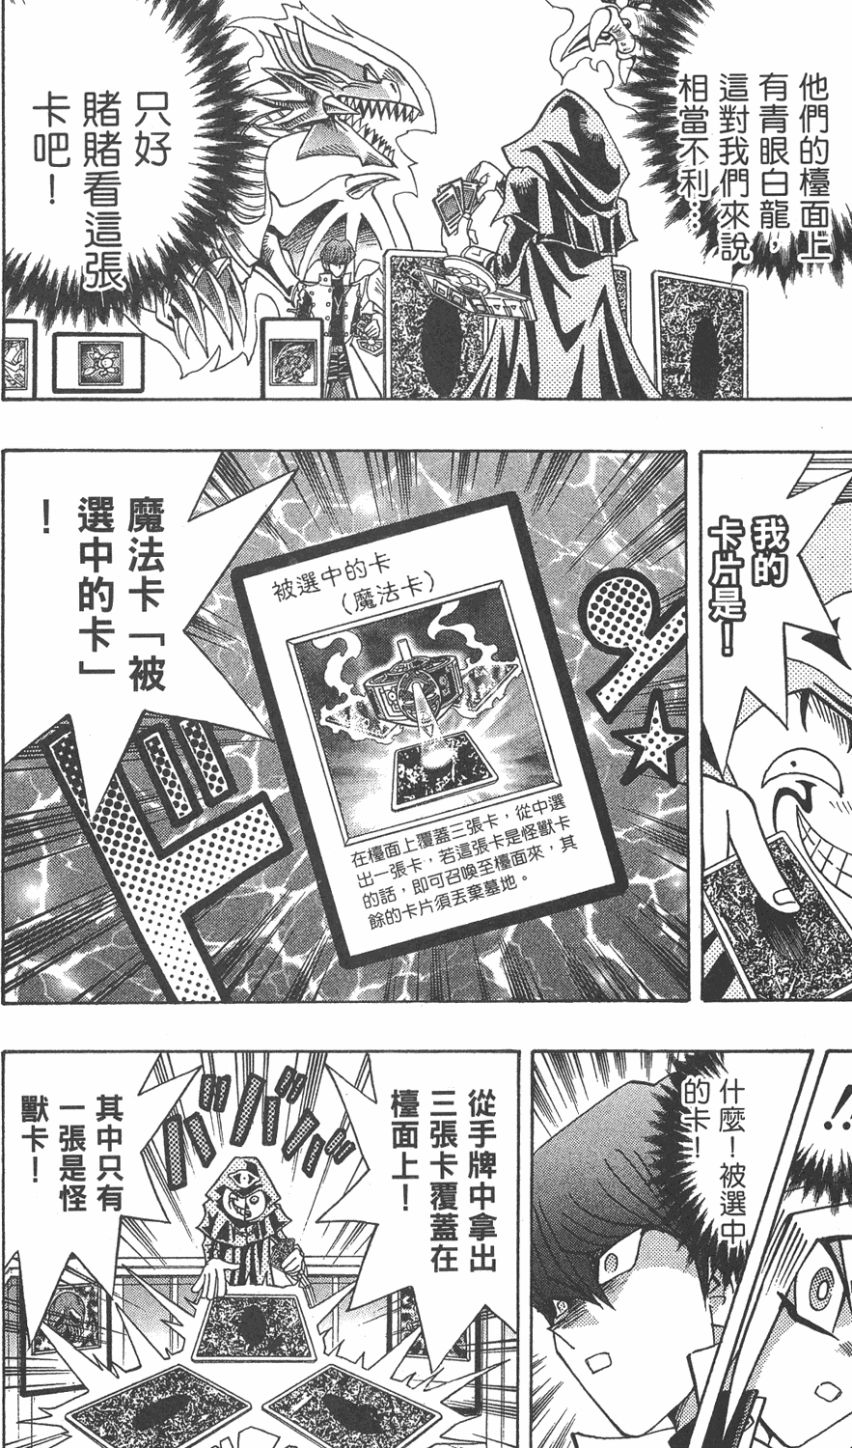 他們的檯面上
有青眼白龍，
這對我們來說
相當不利…
只好
賭賭看這張
卡吧！
我的
卡片是！
魔法卡「被
選中的卡」
！
被選中的卡
（魔法卡）
在檯面上覆蓋三張卡，從中選
出一張卡，若這張卡是怪獸卡
的話，即可召喚至檯面來，其
餘的卡片須丟棄墓地。
！！
什麼！被選中
的卡！
從手牌中拿出
三張卡覆蓋在
檯面上！
其中只有
一張是怪
獸卡！